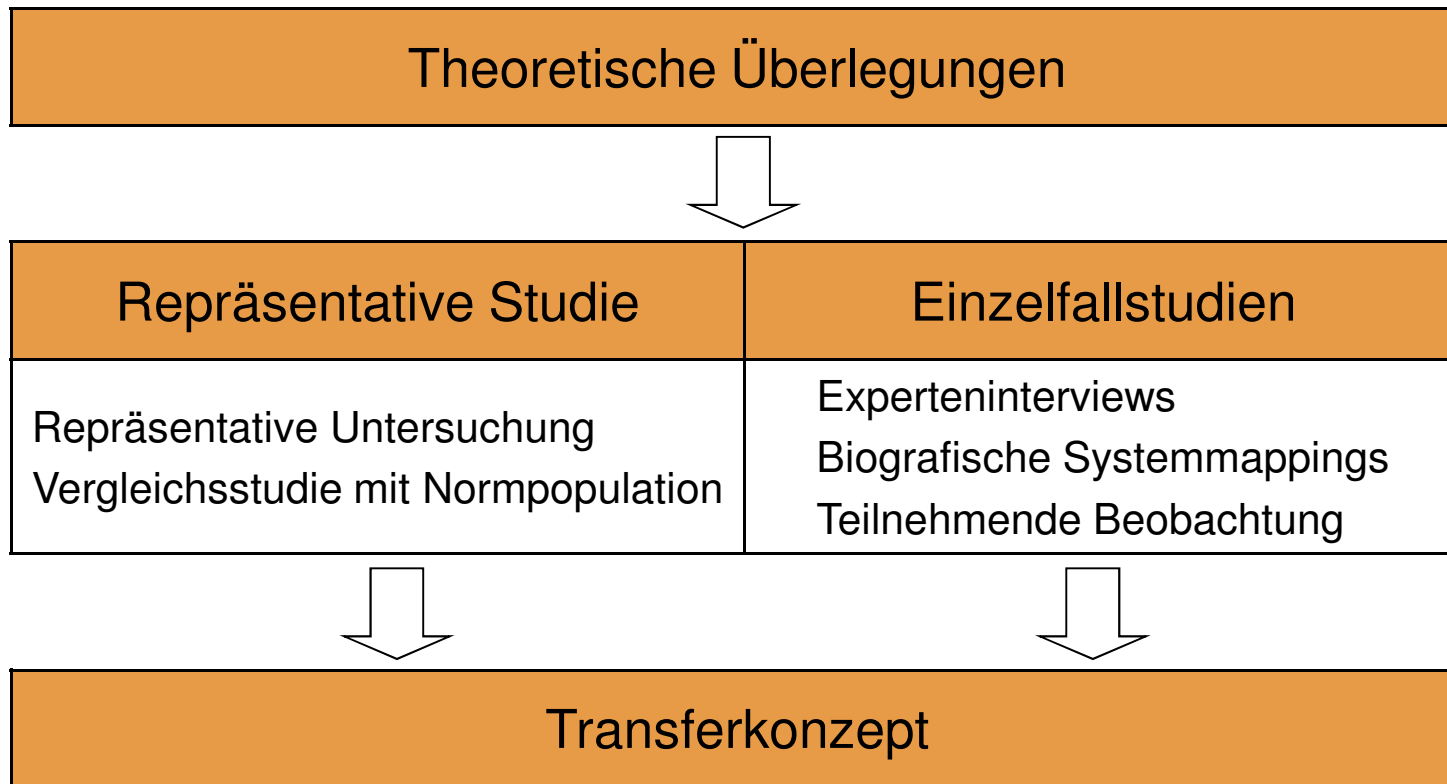 Theoretische Überlegungen
Repräsentative Studie
Einzelfallstudien
Repräsentative Untersuchung
Vergleichsstudie mit Normpopulation
Experteninterviews
Biografische Systemmappings
Teilnehmende Beobachtung
Transferkonzept